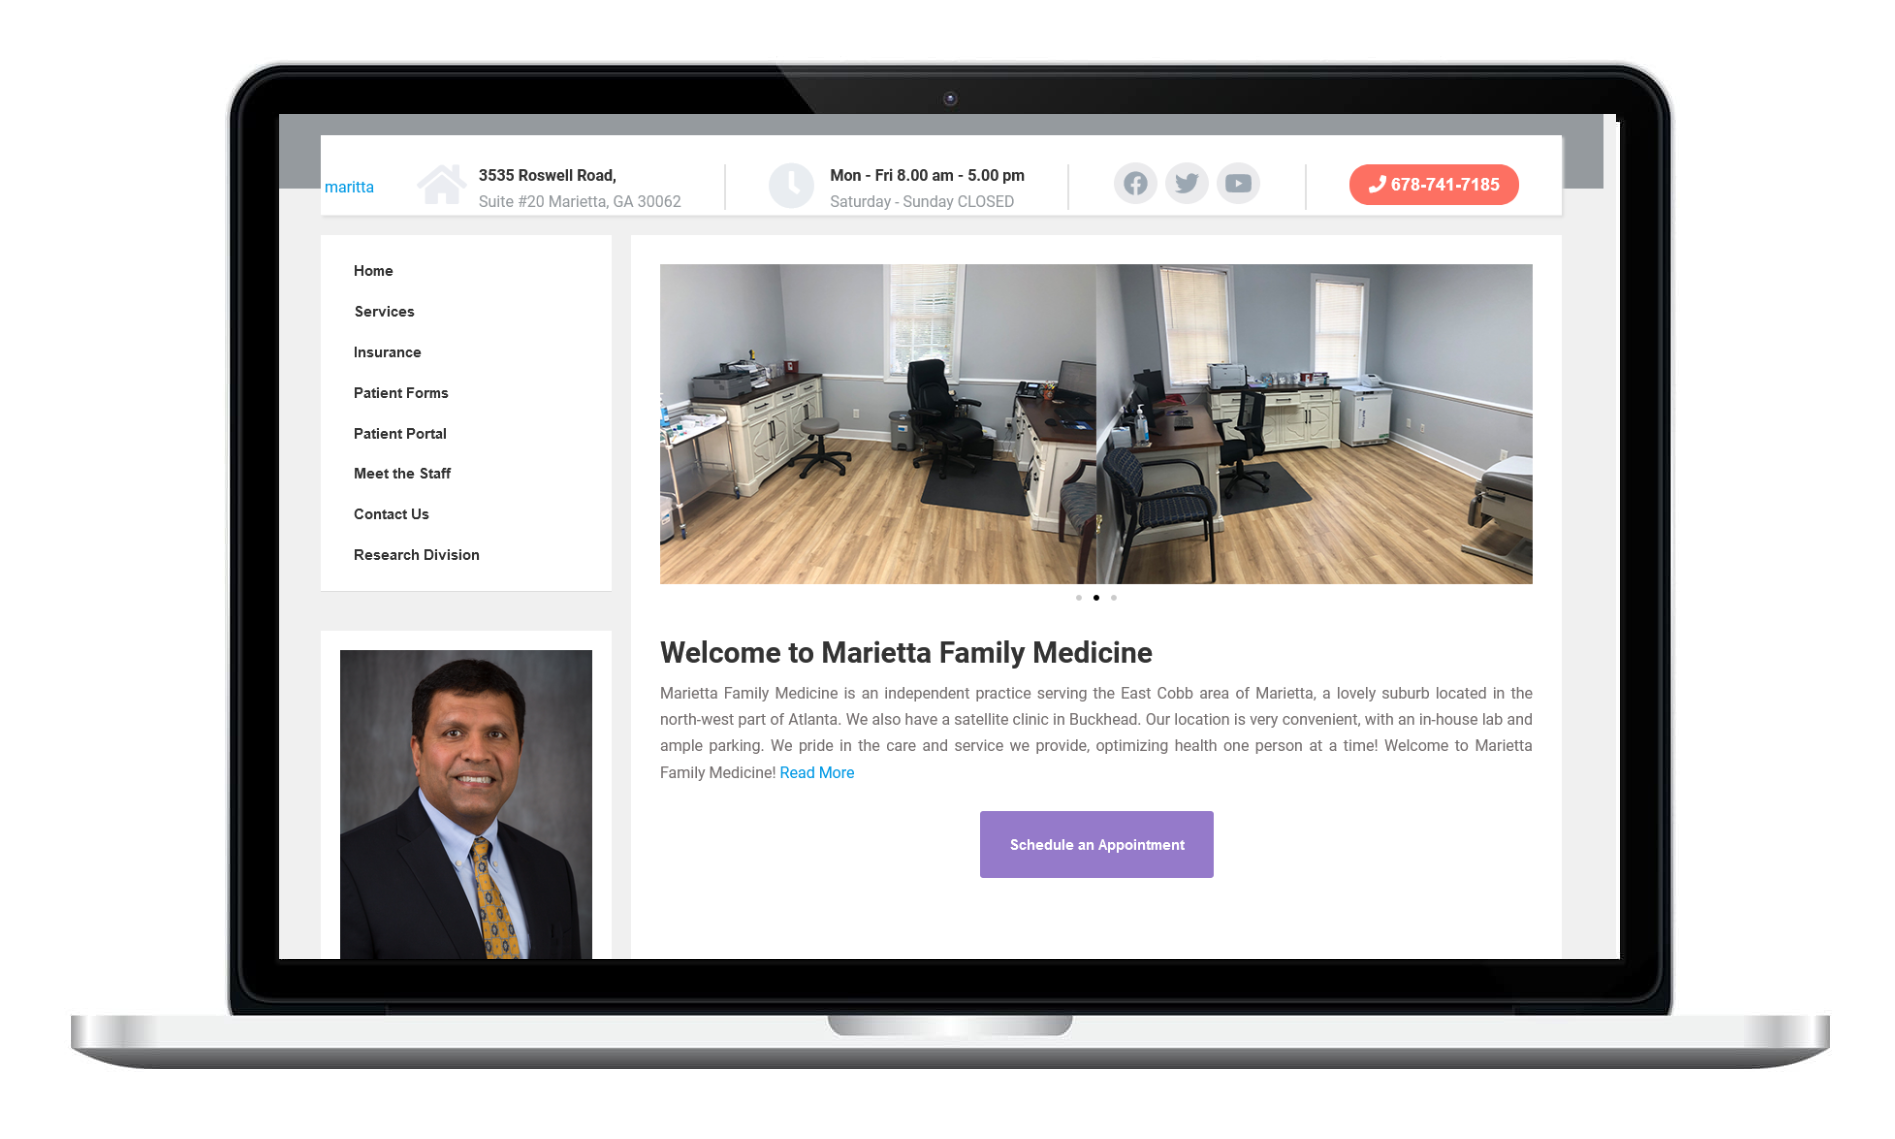 maritta
3535 Roswell Road,
Suite #20 Marietta, GA 30062
Mon - Fri 8.00 am - 5.00 pm
Saturday - Sunday CLOSED
678-741-7185
Home
Services
Insurance
Patient Forms
Patient Portal
Meet the Staff
Contact Us
Research Division
Welcome to Marietta Family Medicine
Marietta Family Medicine is an independent practice serving the East Cobb area of Marietta, a lovely suburb located in the
north-west part of Atlanta. We also have a satellite clinic in Buckhead. Our location is very convenient, with an in-house lab and
ample parking. We pride in the care and service we provide, optimizing health one person at a time! Welcome to Marietta
Family Medicine! Read More
Schedule an Appointment